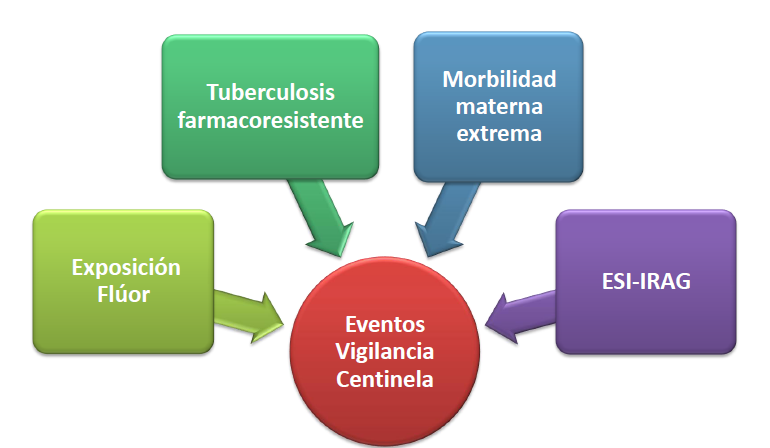 Tuberculosis
farmacoresistente
Morbilidad
materna
extrema
Exposición
Flúor
ESI-IRAG
Eventos
Vigilancia
Centinela